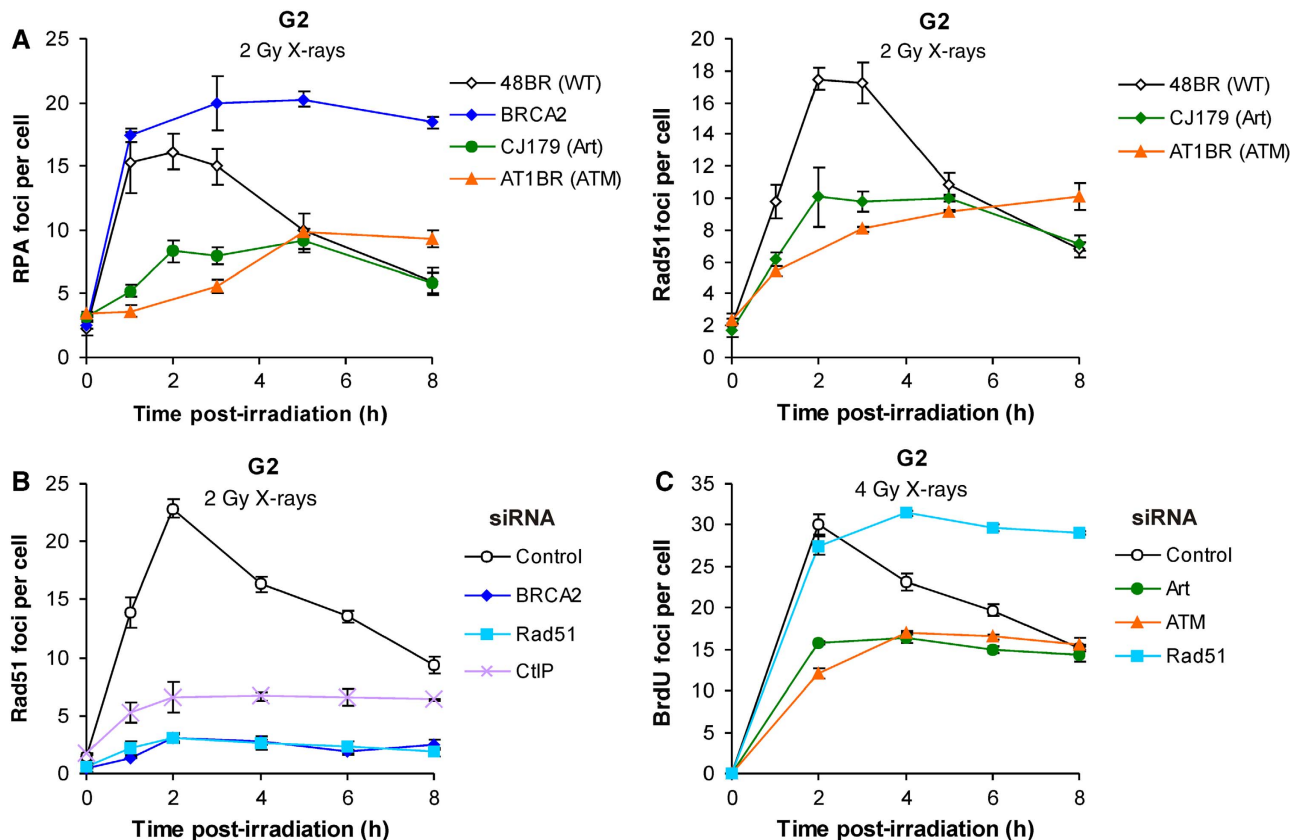 A
G2
2 Gy X-rays
25
20
15
10
5
0
RPA foci per cell
0 2 4 6 8
Time post-irradiation (h)
48BR (WT)
BRCA2
CJ179 (Art)
AT1BR (ATM)
G2
2 Gy X-rays
20
18
16
14
12
10
8
6
4
2
0
Rad51 foci per cell
0 2 4 6 8
Time post-irradiation (h)
48BR (WT)
CJ179 (Art)
AT1BR (ATM)
B
G2
2 Gy X-rays
25
20
15
10
5
0
Rad51 foci per cell
0 2 4 6 8
Time post-irradiation (h)
siRNA
Control
BRCA2
Rad51
CtIP
C
G2
4 Gy X-rays
35
30
25
20
15
10
5
0
BrdU foci per cell
0 2 4 6 8
Time post-irradiation (h)
siRNA
Control
Art
ATM
Rad51